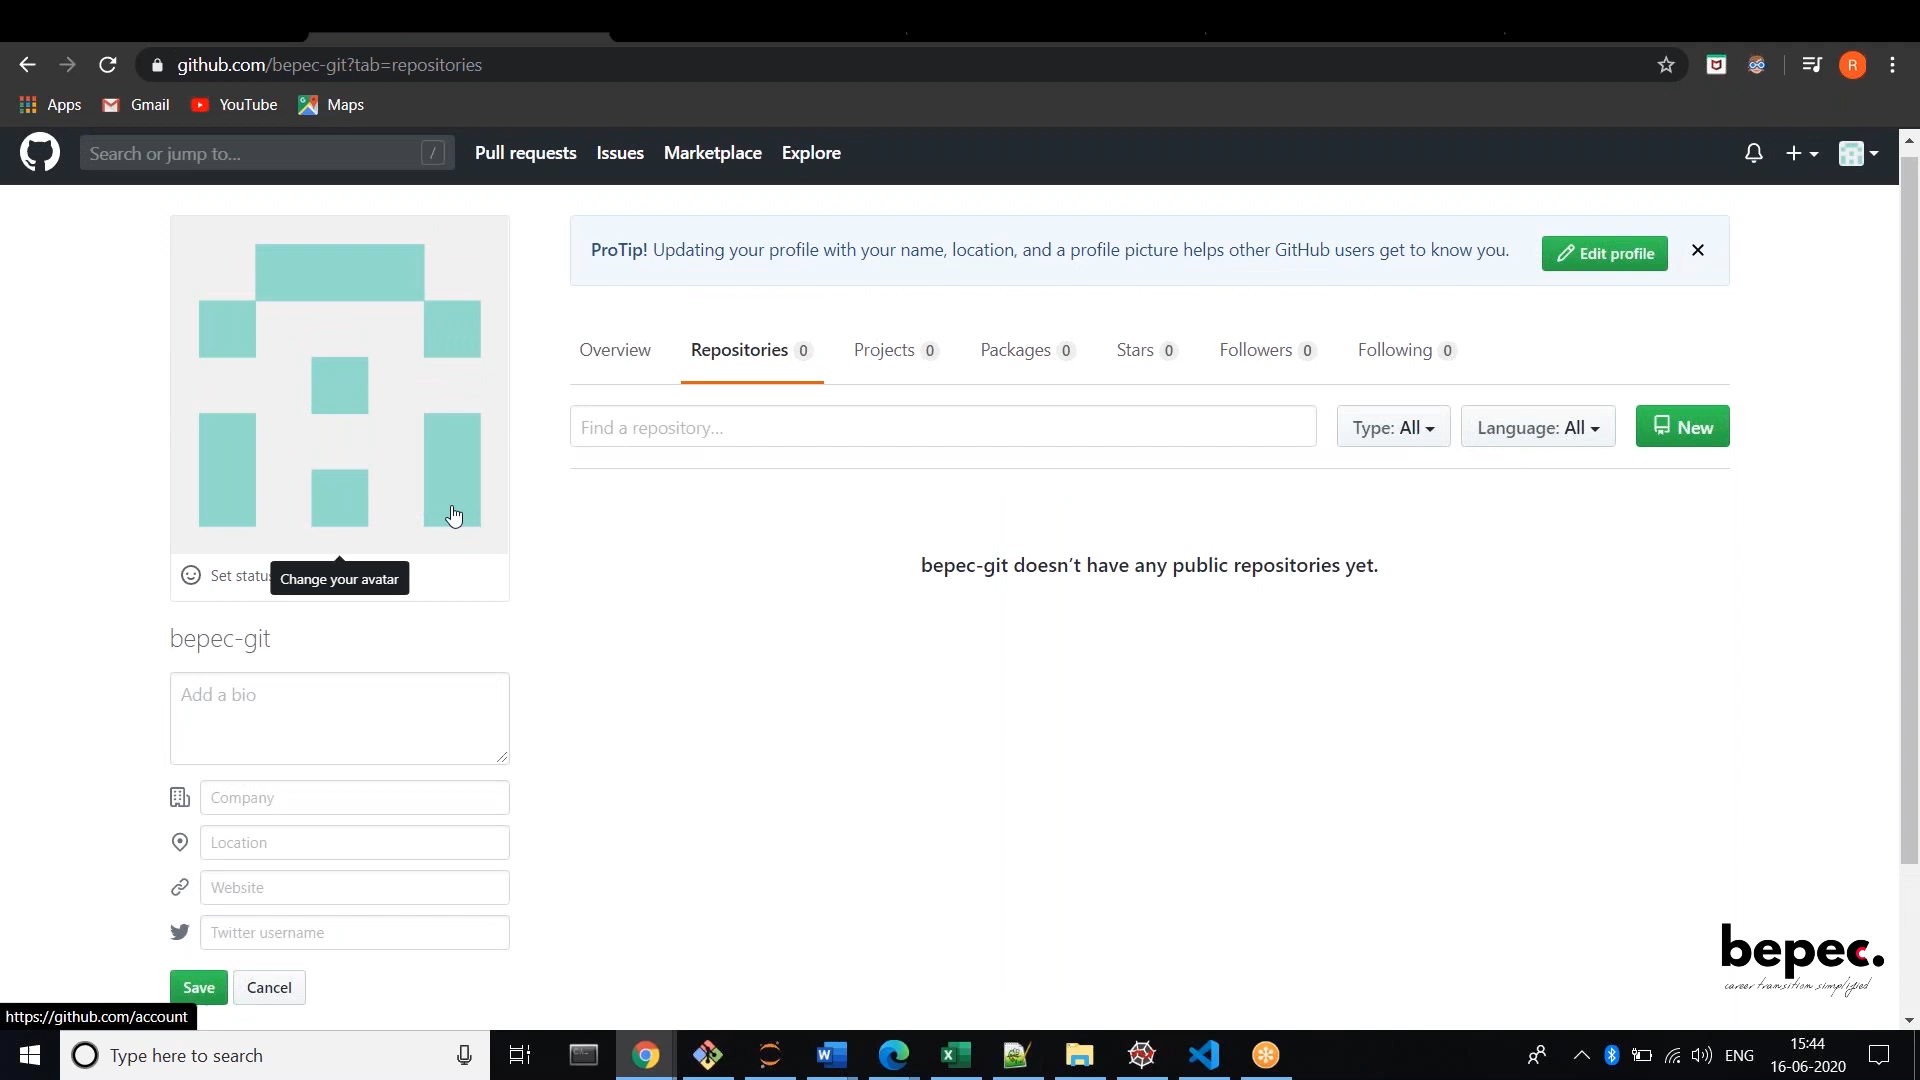 github.com/bepec-git?tab=repositories
R
Apps Gmail YouTube Maps
Search or jump to... / Pull requests Issues Marketplace Explore
ProTip! Updating your profile with your name, location, and a profile picture helps other GitHub users get to know you. Edit profile
Overview Repositories 0 Projects 0 Packages 0 Stars 0 Followers 0 Following 0
Find a repository... Type: All Language: All New
bepec-git doesn't have any public repositories yet.
Set status
Change your avatar
bepec-git
Add a bio
Company
Location
Website
Twitter username
Save Cancel
bepec.
career transition simplified
https://github.com/account
Type here to search
ENG
15:44
16-06-2020